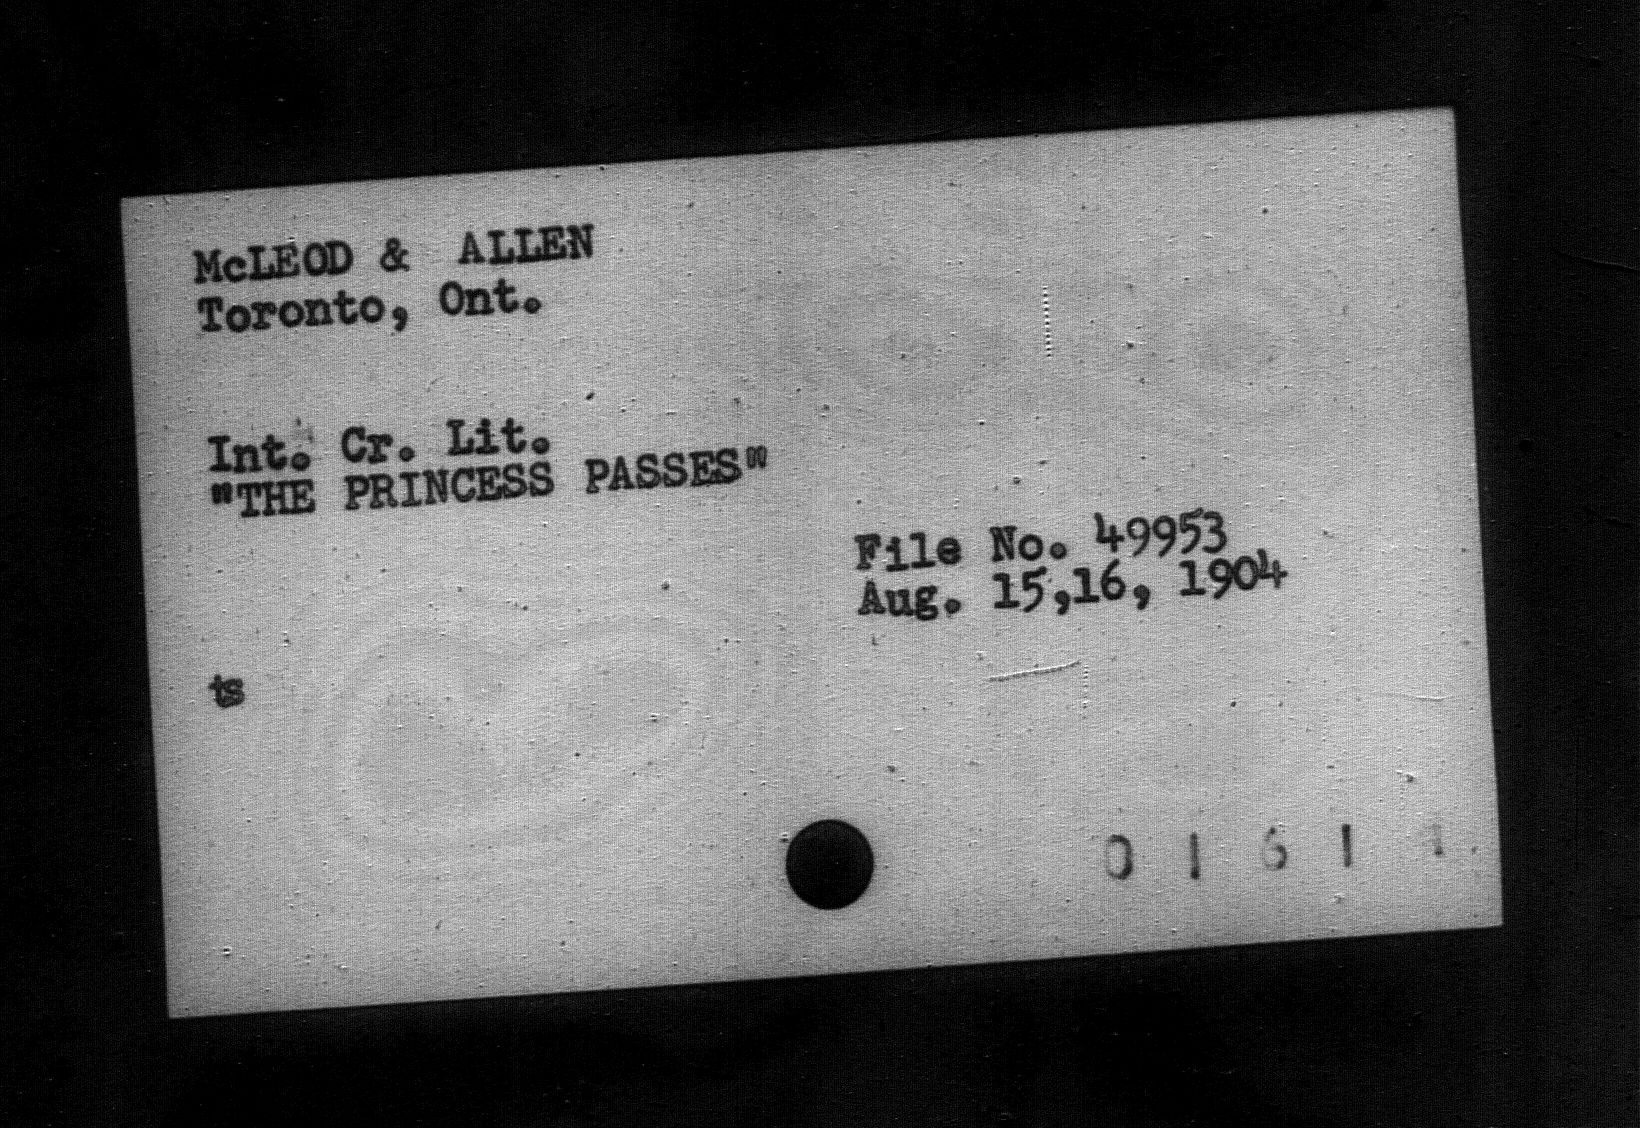 McLEOD & ALLEN
Toronto, Ont.
Int. Cr. Lit.
"THE PRINCESS PASSES"
File No. 49953
Aug. 15,16, 1904
ts
0 1 6 1 1